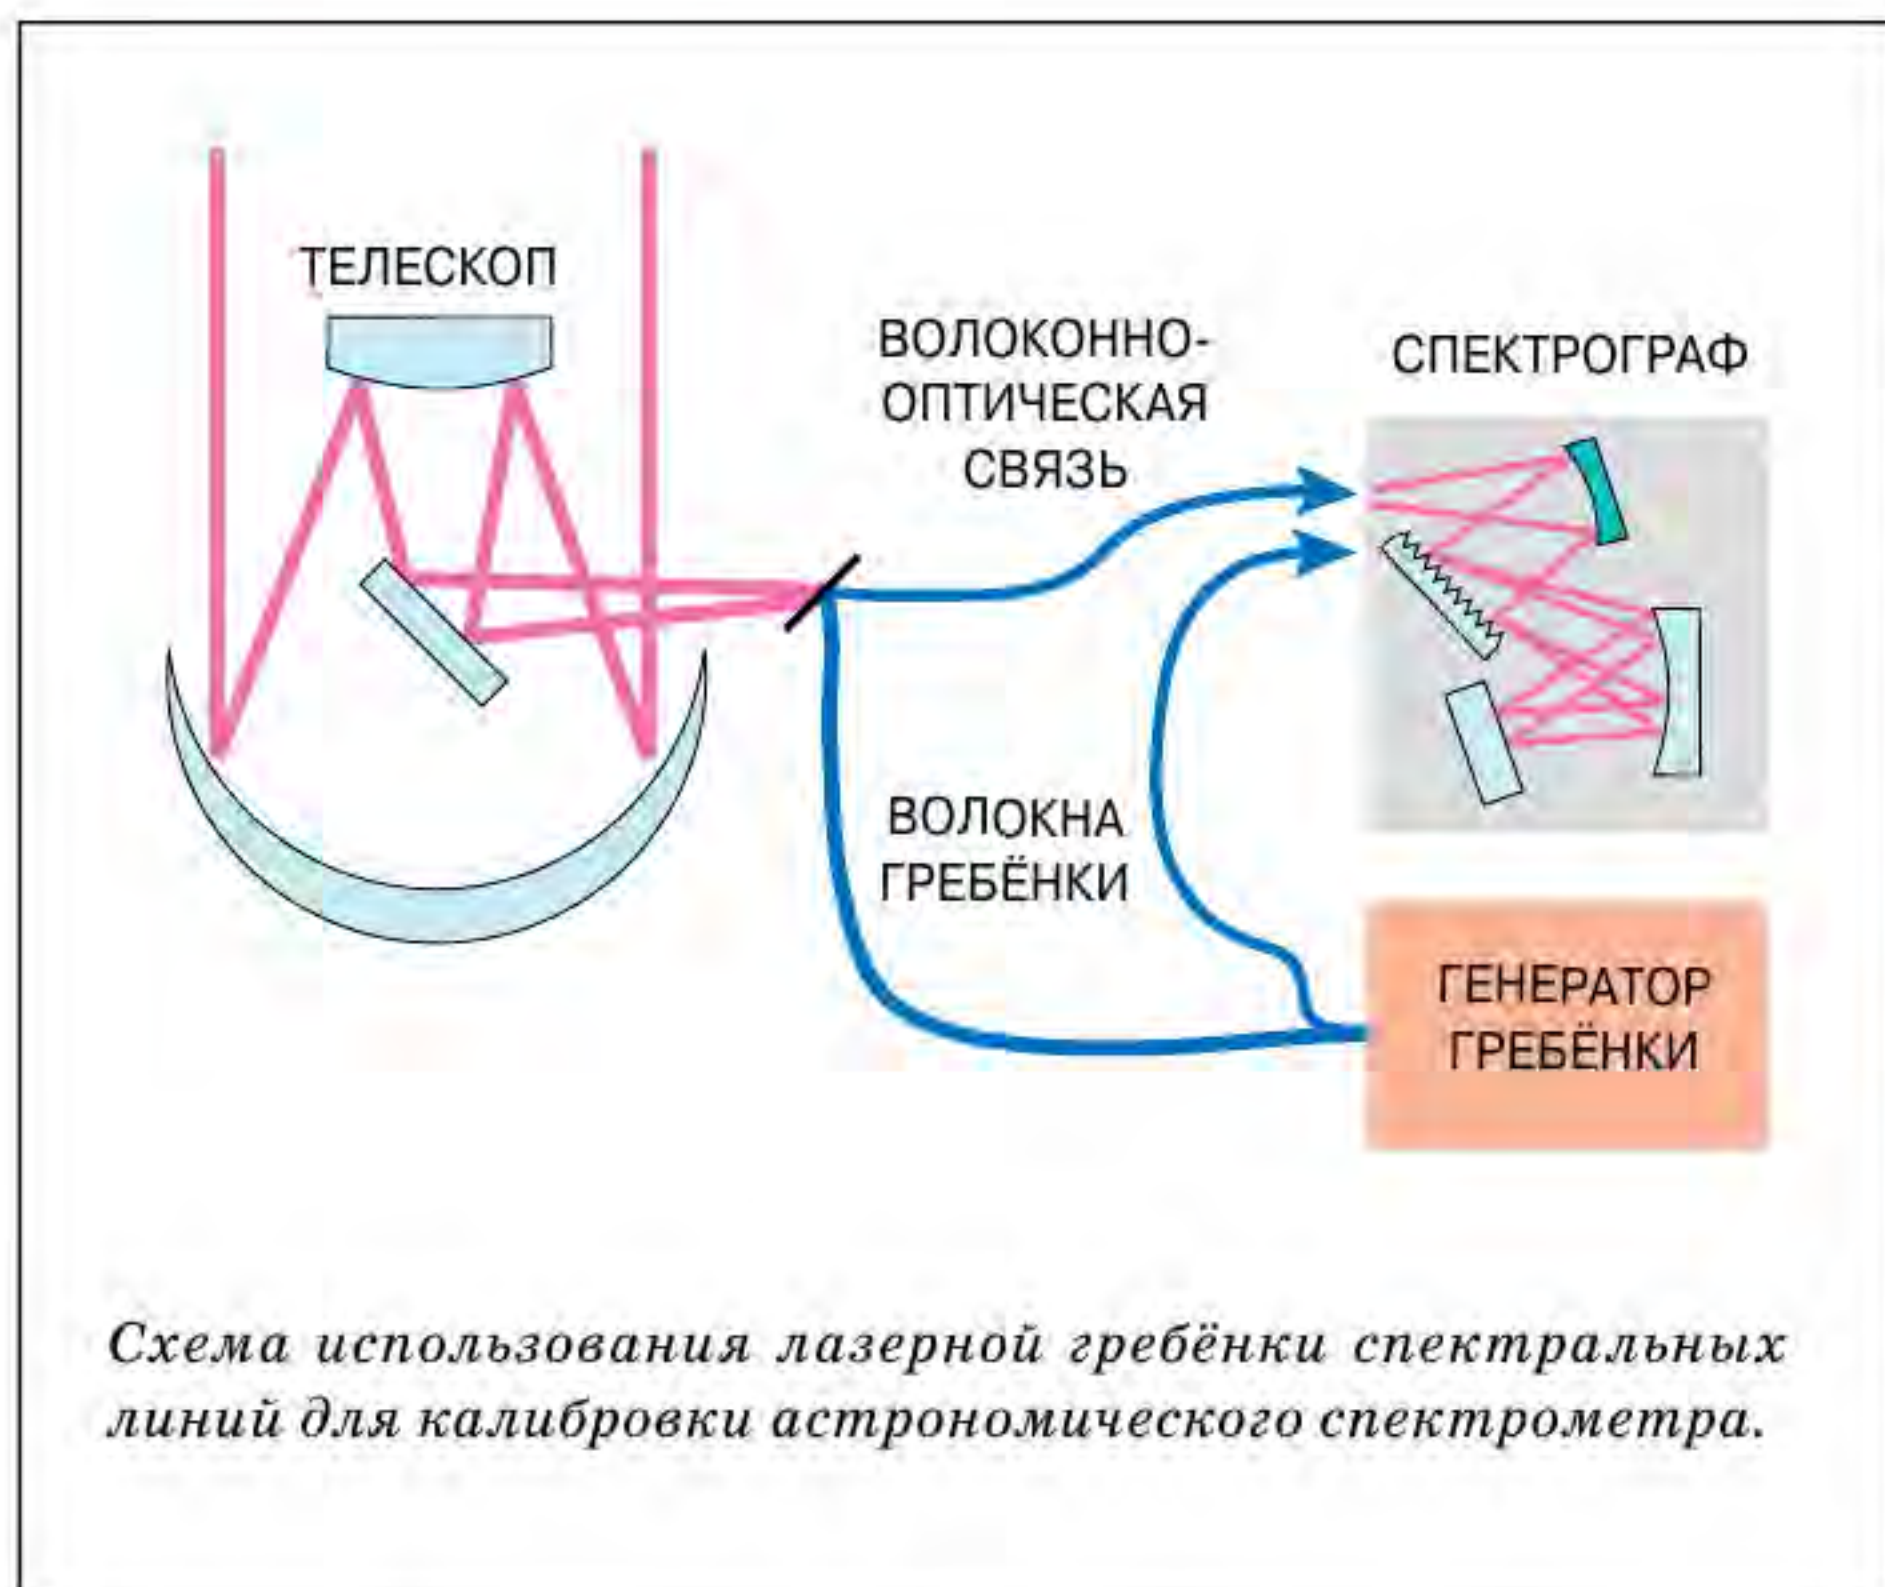 ТЕЛЕСКОП
ВОЛОКОННО-
ОПТИЧЕСКАЯ
СВЯЗЬ
СПЕКТРОГРАФ
ВОЛОКНА
ГРЕБЁНКИ
ГЕНЕРАТОР
ГРЕБЁНКИ
Схема использования лазерной гребёнки спектральных
линий для калибровки астрономического спектрометра.